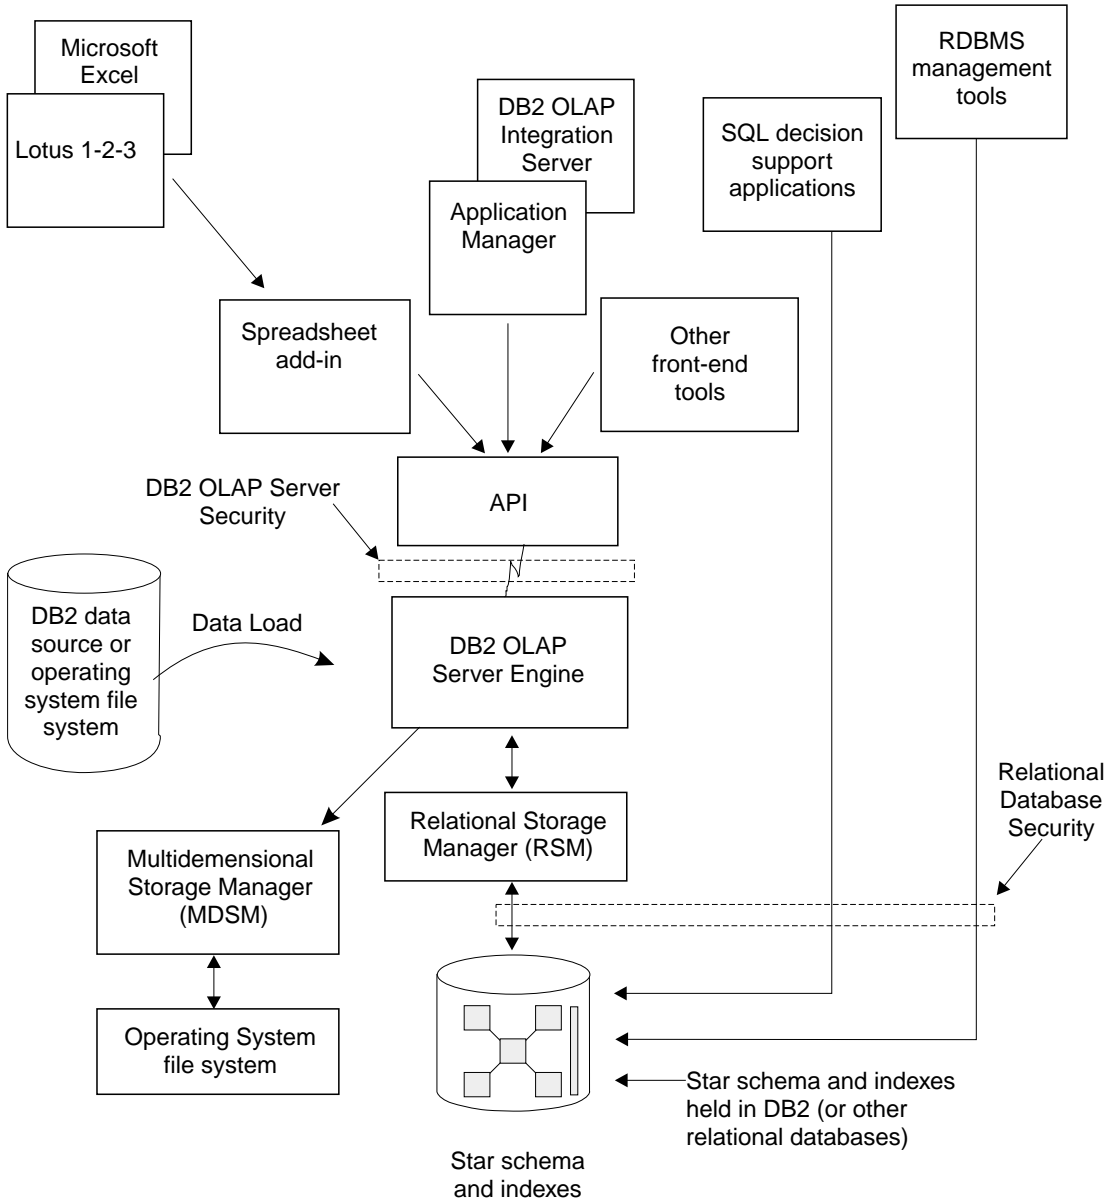 Microsoft
Excel
Lotus 1-2-3
DB2 OLAP
Integration
Server
Application
Manager
SQL decision
support
applications
RDBMS
management
tools
Spreadsheet
add-in
Other
front-end
tools
API
DB2 OLAP Server
Security
DB2 data
source or
operating
system file
system
Data Load
DB2 OLAP
Server Engine
Relational
Database
Security
Relational Storage
Manager (RSM)
Multidemensional
Storage Manager
(MDSM)
Operating System
file system
Star schema and indexes
held in DB2 (or other
relational databases)
Star schema
and indexes